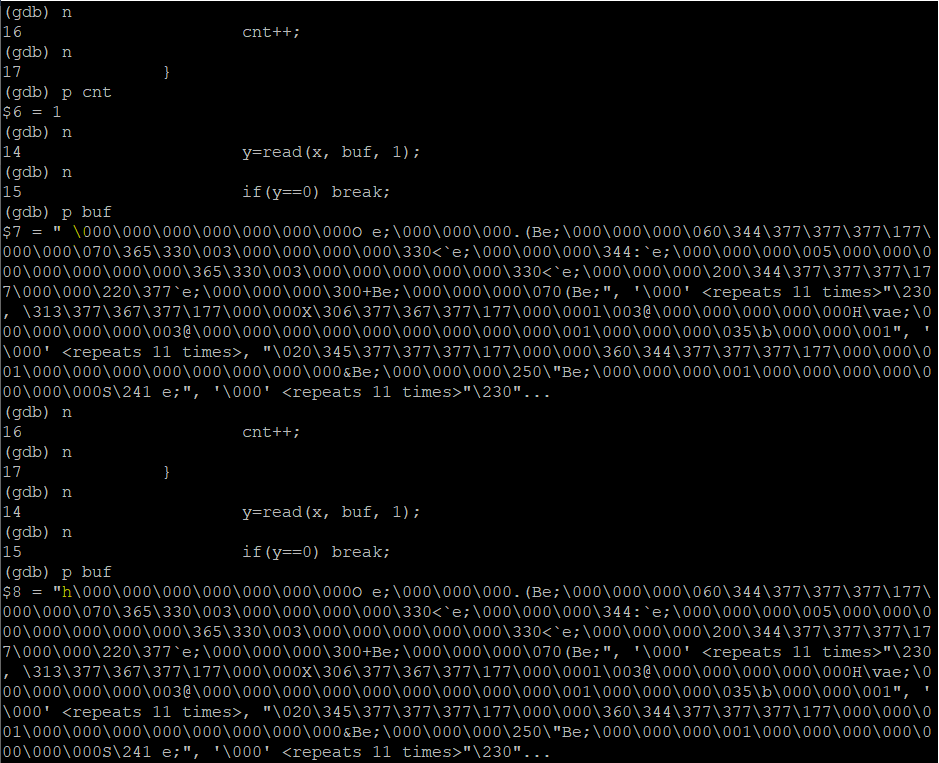 (gdb) n
16                      cnt++;
(gdb) n
17              }
(gdb) p cnt
$6 = 1
(gdb) n
14                      y=read(x, buf, 1);
(gdb) n
15                      if(y==0) break;
(gdb) p buf
$7 = " \000\000\000\000\000\000\000O e;\000\000\000.(Be;\000\000\000\060\344\377\377\377\177\
000\000\070\365\330\003\000\000\000\000\330<`e;\000\000\000\344:`e;\000\000\000\005\000\000\0
00\000\000\000\000\365\330\003\000\000\000\000\330<`e;\000\000\000\200\344\377\377\377\17
7\000\000\220\377`e;\000\000\000\300+Be;\000\000\000\070(Be;", '\000' <repeats 11 times>"\230
, \313\377\367\377\177\000\000X\306\377\367\377\177\000\000l\003@\000\000\000\000\000H\vae;\0
00\000\000\000\003@\000\000\000\000\000\000\000\000\000\001\000\000\000\035\b\000\000\001", '
\000' <repeats 11 times>, "\020\345\377\377\377\177\000\000\360\344\377\377\377\177\000\000\0
01\000\000\000\000\000\000\000&Be;\000\000\000\250\"Be;\000\000\000\001\000\000\000\000\000\0
00\000\000S\241 e;", '\000' <repeats 11 times>"\230"...
(gdb) n
16                      cnt++;
(gdb) n
17              }
(gdb) n
14                      y=read(x, buf, 1);
(gdb) n
15                      if(y==0) break;
(gdb) p buf
$8 = "h\000\000\000\000\000\000\000O e;\000\000\000.(Be;\000\000\000\060\344\377\377\377\177\
000\000\070\365\330\003\000\000\000\000\330<`e;\000\000\000\344:`e;\000\000\000\005\000\000\0
00\000\000\000\000\365\330\003\000\000\000\000\330<`e;\000\000\000\200\344\377\377\377\17
7\000\000\220\377`e;\000\000\000\300+Be;\000\000\000\070(Be;", '\000' <repeats 11 times>"\230
, \313\377\367\377\177\000\000X\306\377\367\377\177\000\000l\003@\000\000\000\000\000H\vae;\0
00\000\000\000\003@\000\000\000\000\000\000\000\000\000\001\000\000\000\035\b\000\000\001", '
\000' <repeats 11 times>, "\020\345\377\377\377\177\000\000\360\344\377\377\377\177\000\000\0
01\000\000\000\000\000\000\000&Be;\000\000\000\250\"Be;\000\000\000\001\000\000\000\000\000\0
00\000\000S\241 e;", '\000' <repeats 11 times>"\230"...